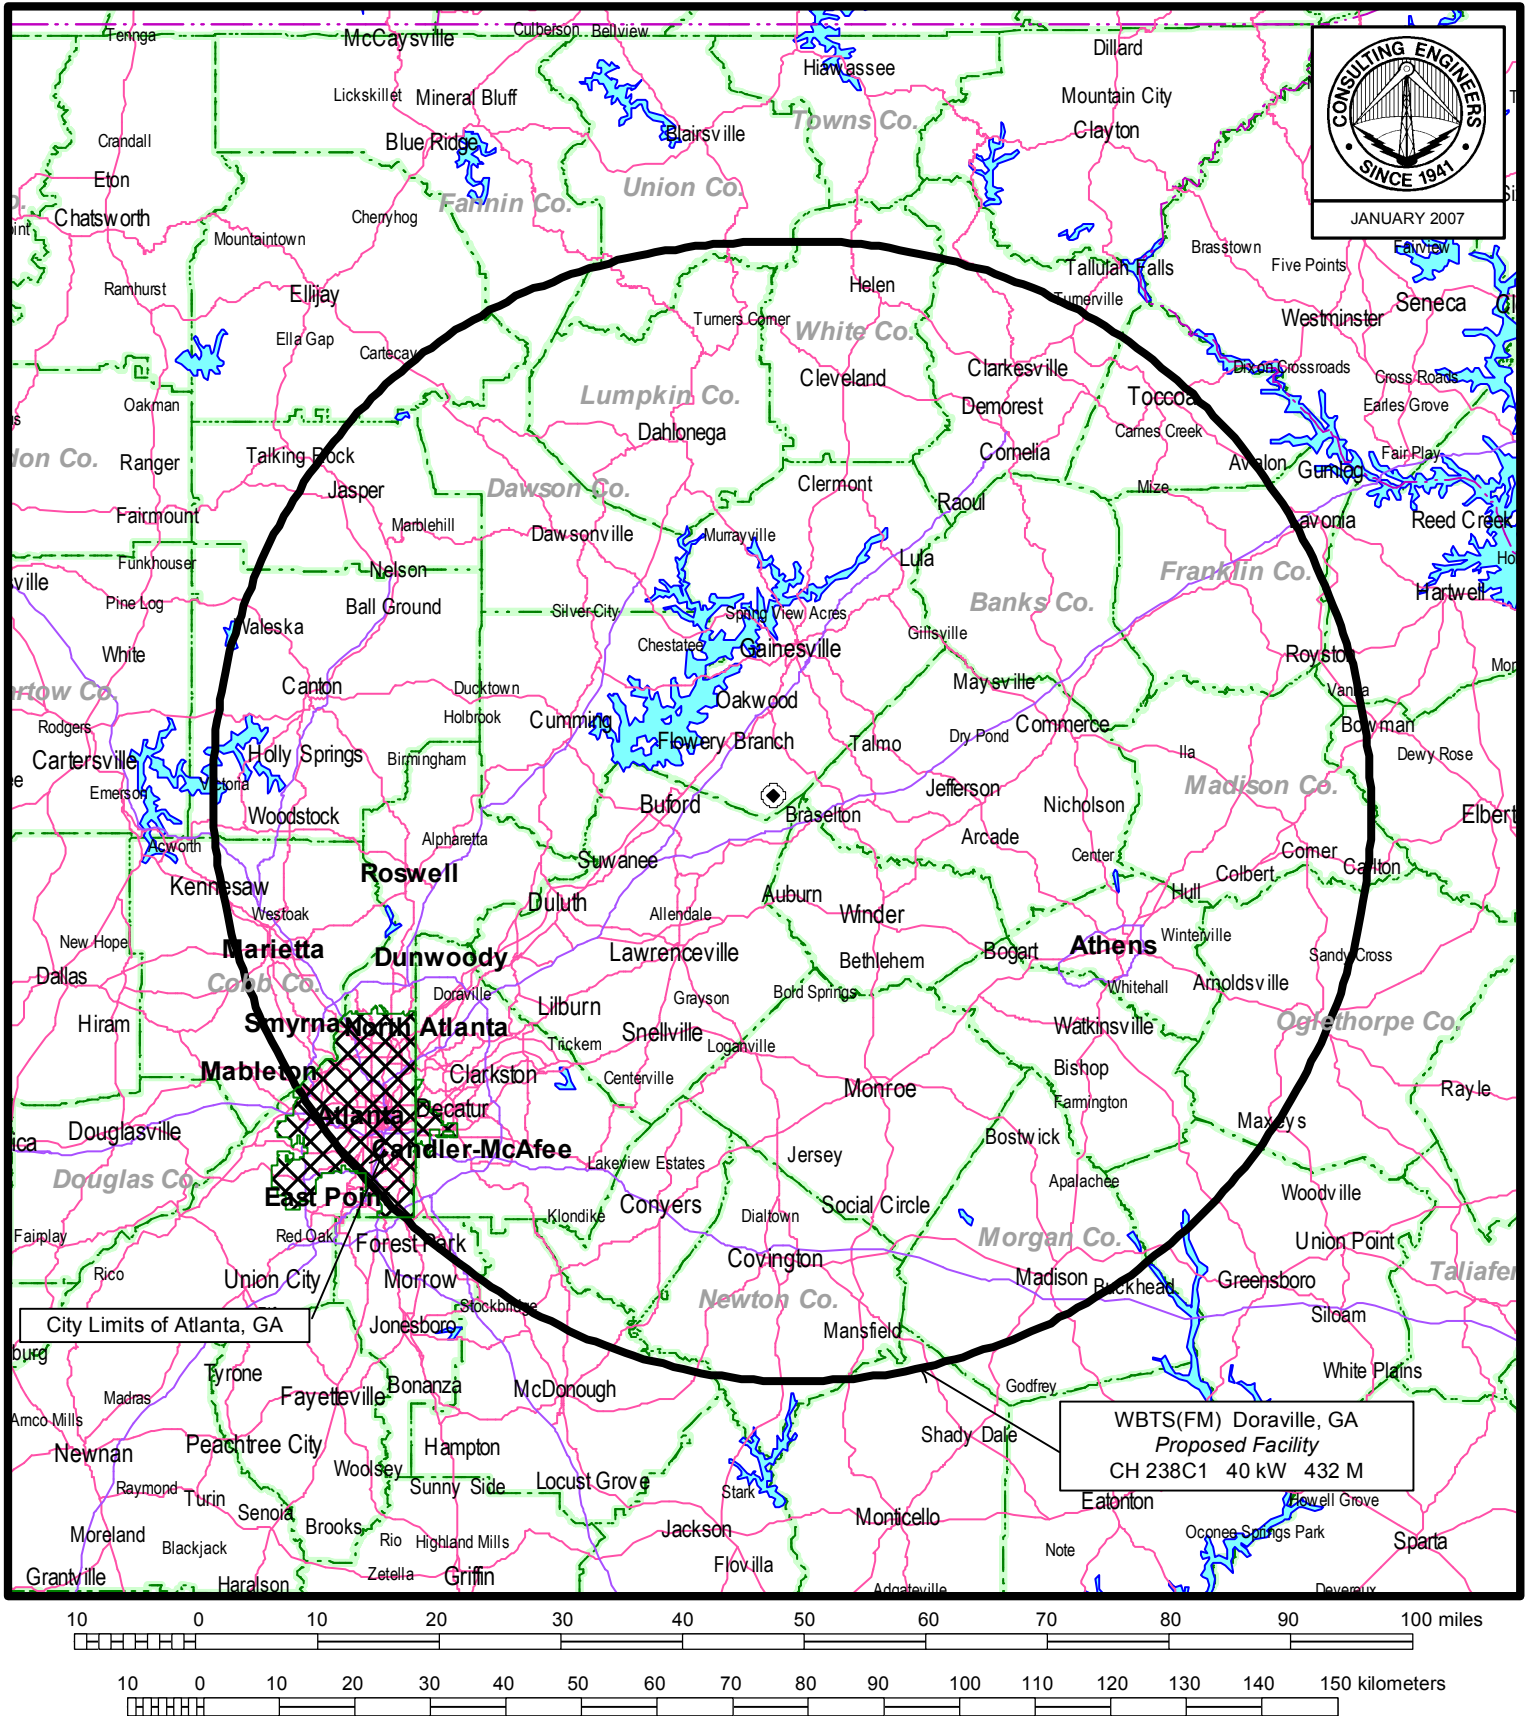 Tennga
McCaysville
Culberson
Bellview
Dillard
Hiawassee
Lickskillet
Mineral Bluff
Mountain City
Towns Co.
Clayton
Crandall
Blue Ridge
Blairsville
CONSULTING ENGINEERS
• SINCE 1941 •
JANUARY 2007
Eton
Union Co.
Fannin Co.
Chatsworth
Cherryhog
Mountaintown
Brasstown
Fairview
Five Points
Tallulah Falls
Ramhurst
Ellijay
Helen
Turnerville
Seneca
Turners Corner
White Co.
Westminster
Ella Gap
Cartecay
Clarkesville
Dixon Crossroads
Cross Roads
Cleveland
Lumpkin Co.
Toccoa
Oakman
Demorest
Earles Grove
Dahlonega
Carnes Creek
don Co.
Ranger
Talking Rock
Cornelia
Avalon
Gumlog
Fair Play
Jasper
Dawson Co.
Clermont
Mize
Raoul
Fairmount
Marblehill
Dawsonville
Murrayville
Lavonia
Reed Creek
Funkhouser
Nelson
Lula
Franklin Co.
sville
Pine Log
Ball Ground
Silver City
Spring View Acres
Banks Co.
Hartwell
Waleska
Gillsville
White
Chestatee
Gainesville
Royston
artow Co.
Canton
Ducktown
Oakwood
Maysville
Vanna
Rodgers
Holbrook
Cumming
Commerce
Bowman
Cartersville
Holly Springs
Birmingham
Flowery Branch
Talmo
Dry Pond
Ila
Dewy Rose
Emerson
Victoria
Jefferson
Madison Co.
Woodstock
Buford
Braselton
Nicholson
Elbert
Acworth
Alpharetta
Arcade
Center
Comer
Suwanee
Roswell
Carlton
Kennesaw
Colbert
Duluth
Auburn
Hull
Westoak
Allendale
Winder
New Hope
Marietta
Dunwoody
Lawrenceville
Bogart
Athens
Winterville
Sandy Cross
Dallas
Cobb Co.
Bethlehem
Doraville
Lilburn
Grayson
Bold Springs
Whitehall
Arnoldsville
Hiram
Smyrna
North Atlanta
Snellville
Watkinsville
Oglethorpe Co.
Trickem
Loganville
Mableton
Clarkston
Centerville
Bishop
Monroe
Rayle
Atlanta
Decatur
Farmington
Maxeys
ica
Douglasville
Candler-McAfee
Bostwick
Jersey
Douglas Co.
Lakeview Estates
Apalachee
East Point
Conyers
Social Circle
Woodville
Klondike
Dialtown
Fairplay
Red Oak
Forest Park
Morgan Co.
Union Point
Covington
Rico
Union City
Morrow
Madison
Buckhead
Greensboro
Taliafer
Newton Co.
Stockbridge
City Limits of Atlanta, GA
Jonesboro
Mansfield
Siloam
burg
Tyrone
White Plains
Madras
Fayetteville
Bonanza
McDonough
Godfrey
Amco Mills
WBTS(FM) Doraville, GA
Proposed Facility
CH 238C1 40 kW 432 M
Newnan
Peachtree City
Hampton
Shady Dale
Woolsey
Raymond
Turin
Sunny Side
Locust Grove
Stark
Eatonton
Howell Grove
Senoia
Brooks
Monticello
Moreland
Blackjack
Rio
Highland Mills
Jackson
Note
Oconee Springs Park
Sparta
Grantville
Haralson
Zetella
Griffin
Flovilla
Adgateville
Devereux
10 0 10 20 30 40 50 60 70 80 90 100 miles
10 0 10 20 30 40 50 60 70 80 90 100 110 120 130 140 150 kilometers